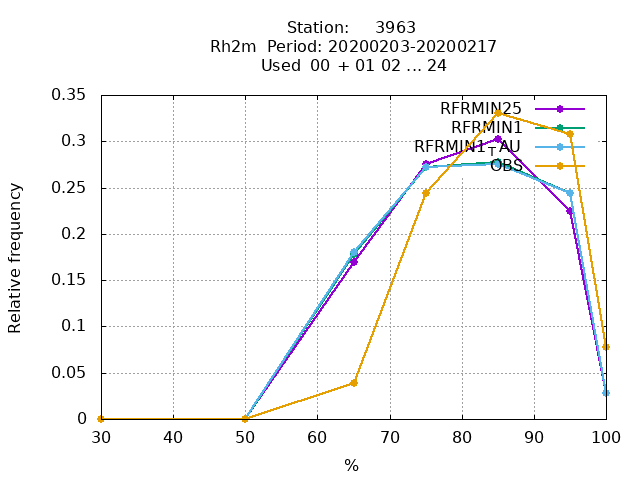 Station: 3963
Rh2m Period: 20200203-20200217
Used 00 + 01 02 ... 24
RFRMIN25
RFRMIN1
RFRMIN1TAU
OBS
0.35
0.3
0.25
0.2
0.15
0.1
0.05
0
Relative frequency
30 40 50 60 70 80 90 100
%